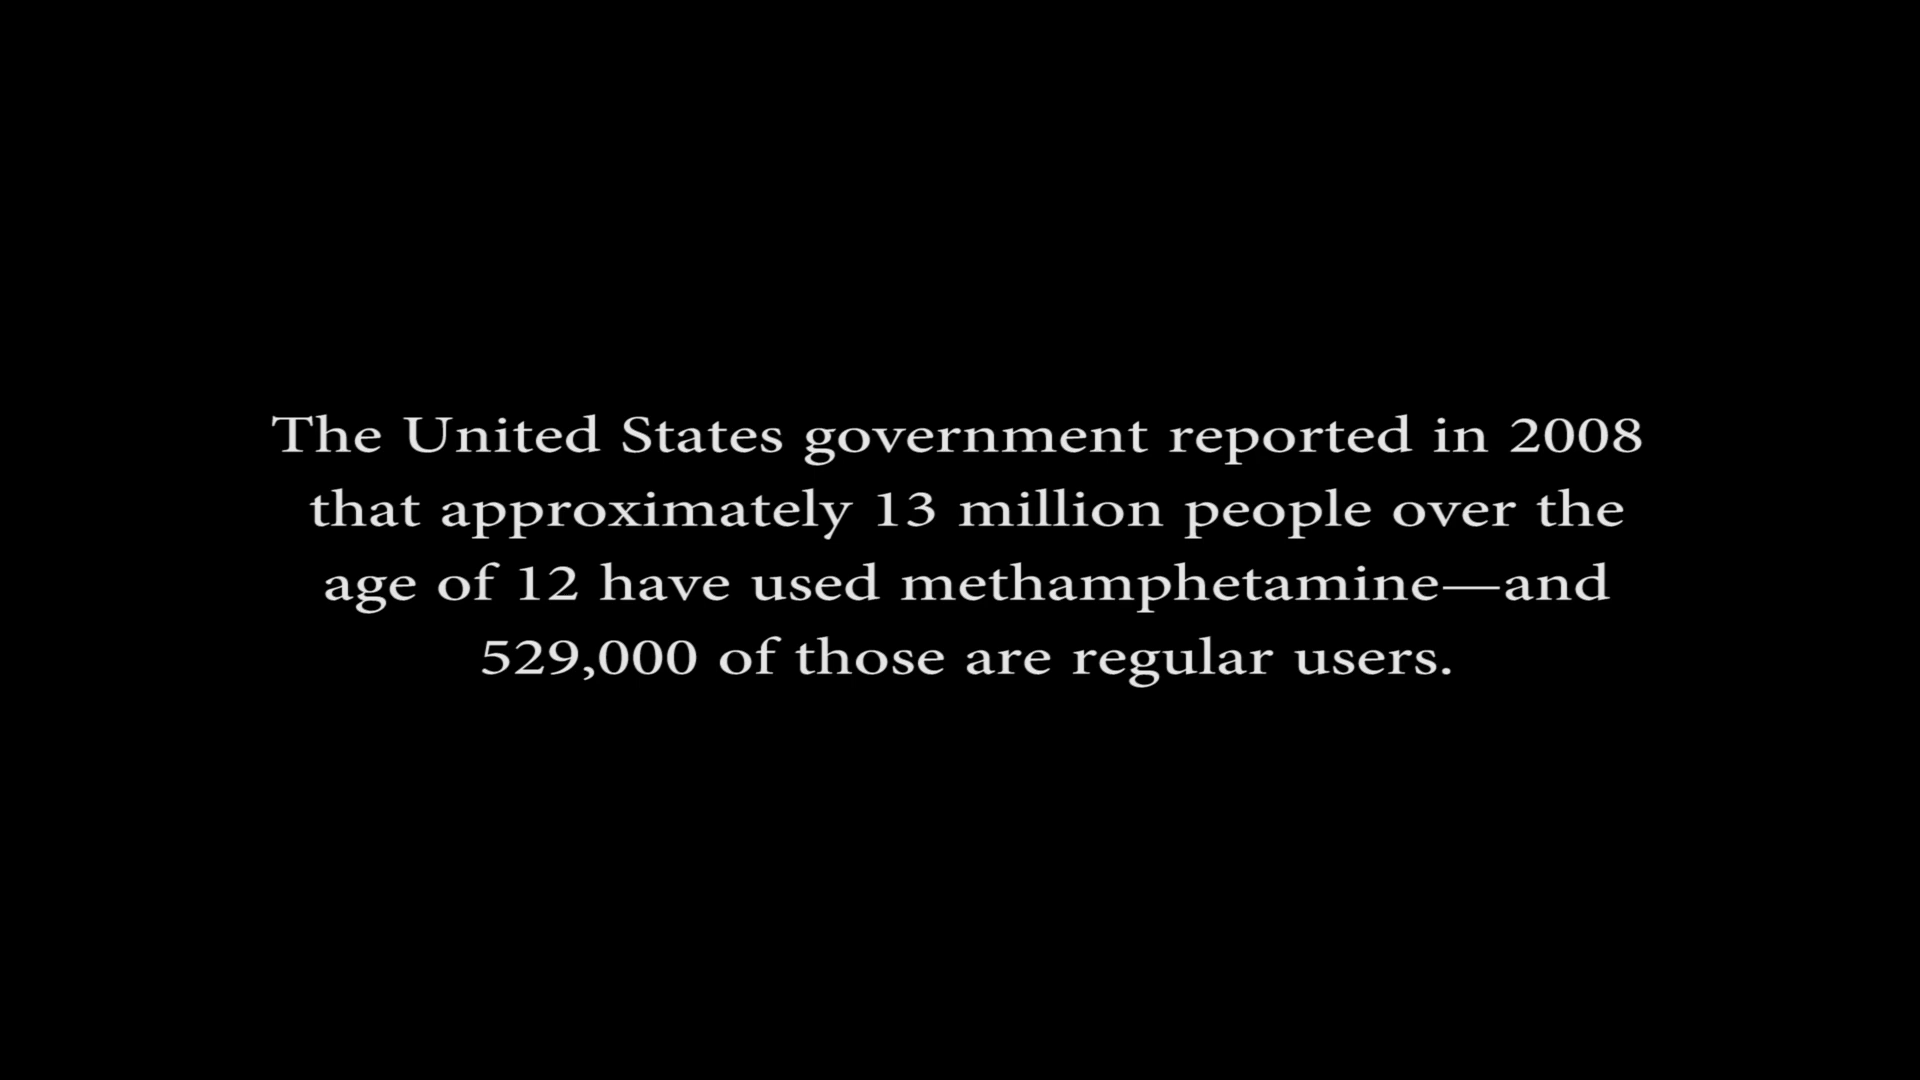 The United States government reported in 2008
that approximately 13 million people over the
age of 12 have used methamphetamine—and
529,000 of those are regular users.